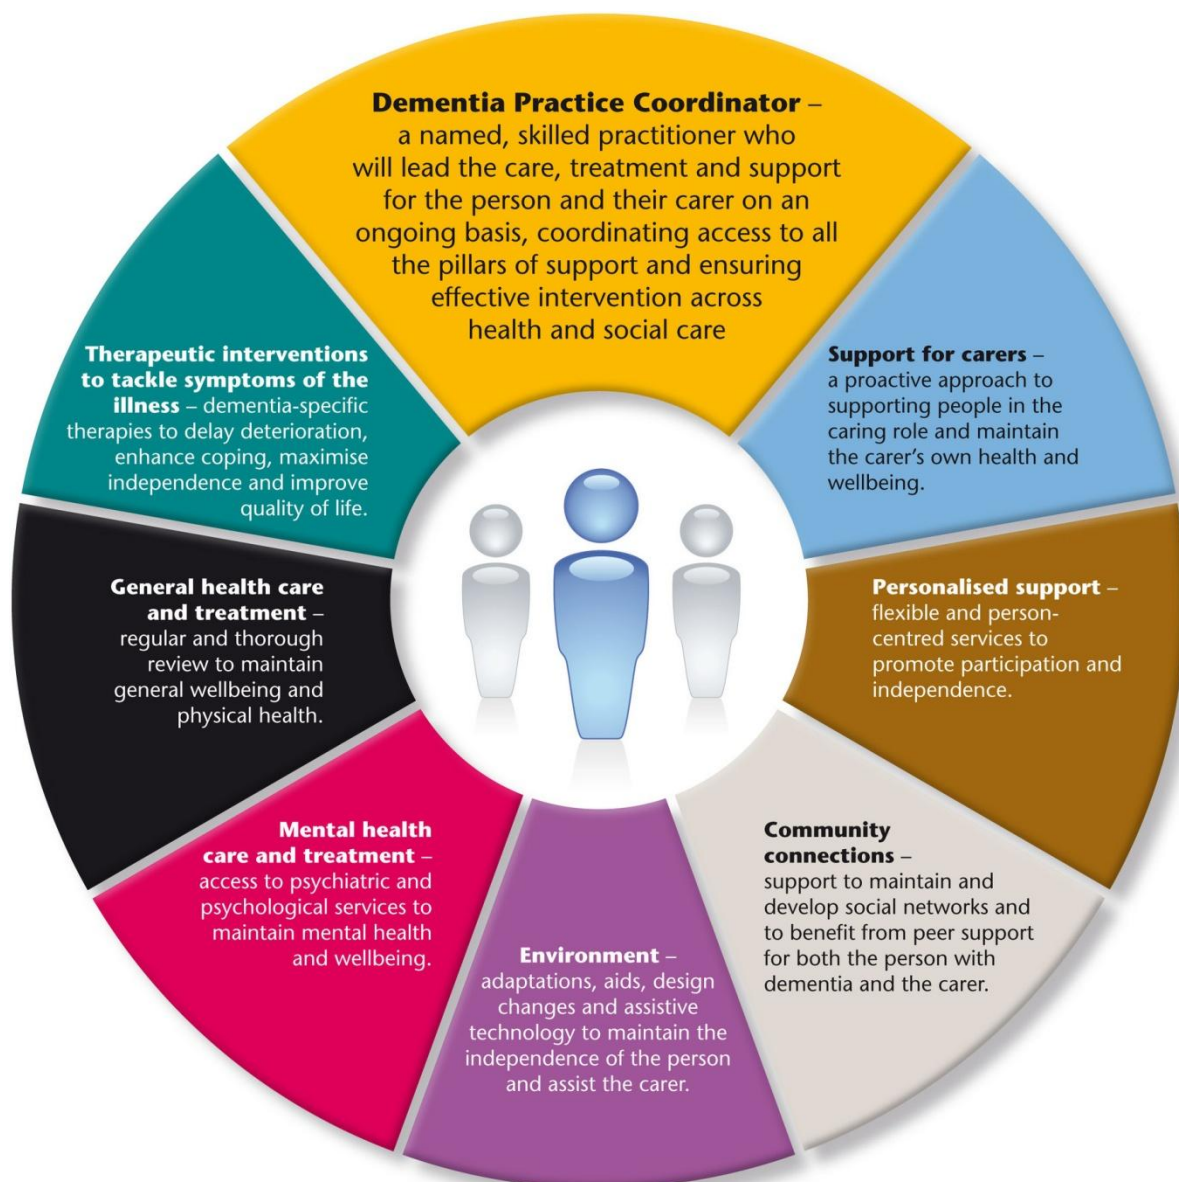 Dementia Practice Coordinator –
a named, skilled practitioner who
will lead the care, treatment and support
for the person and their carer on an
ongoing basis, coordinating access to all
the pillars of support and ensuring
effective intervention across
health and social care
Support for carers –
a proactive approach to
supporting people in the
caring role and maintain
the carer’s own health and
wellbeing.
Personalised support –
flexible and person-
centred services to
promote participation and
independence.
Community
connections –
support to maintain and
develop social networks and
to benefit from peer support
for both the person with
dementia and the carer.
Environment –
adaptations, aids, design
changes and assistive
technology to maintain the
independence of the person
and assist the carer.
Mental health
care and treatment –
access to psychiatric and
psychological services to
maintain mental health
and wellbeing.
General health care
and treatment –
regular and thorough
review to maintain
general wellbeing and
physical health.
Therapeutic interventions
to tackle symptoms of the
illness – dementia-specific
therapies to delay deterioration,
enhance coping, maximise
independence and improve
quality of life.